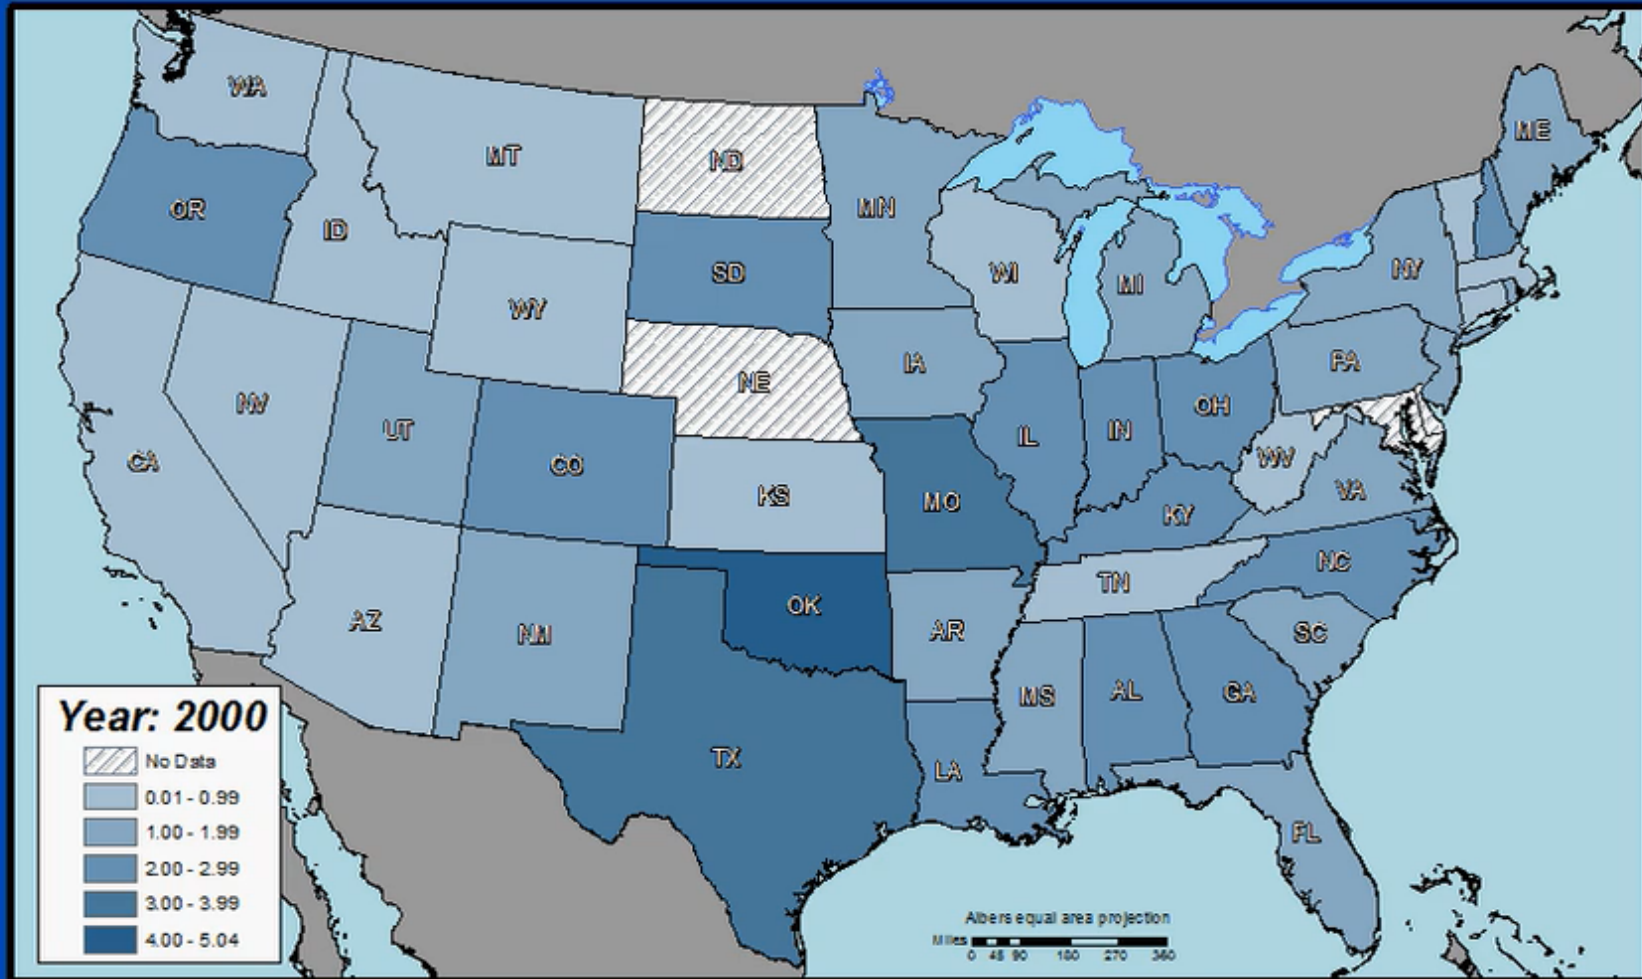 WA
MT
ND
ME
OR
ID
MN
SD
WI
MI
NY
WY
IA
PA
NE
NV
UT
CO
IL
IN
OH
CA
KS
MO
WV
VA
KY
NC
AZ
NM
OK
AR
TN
SC
MS
AL
GA
TX
LA
FL
Year: 2000
No Data
0.01 - 0.99
1.00 - 1.99
2.00 - 2.99
3.00 - 3.99
4.00 - 5.04
Albers equal area projection
Miles
0 45 90 180 270 360